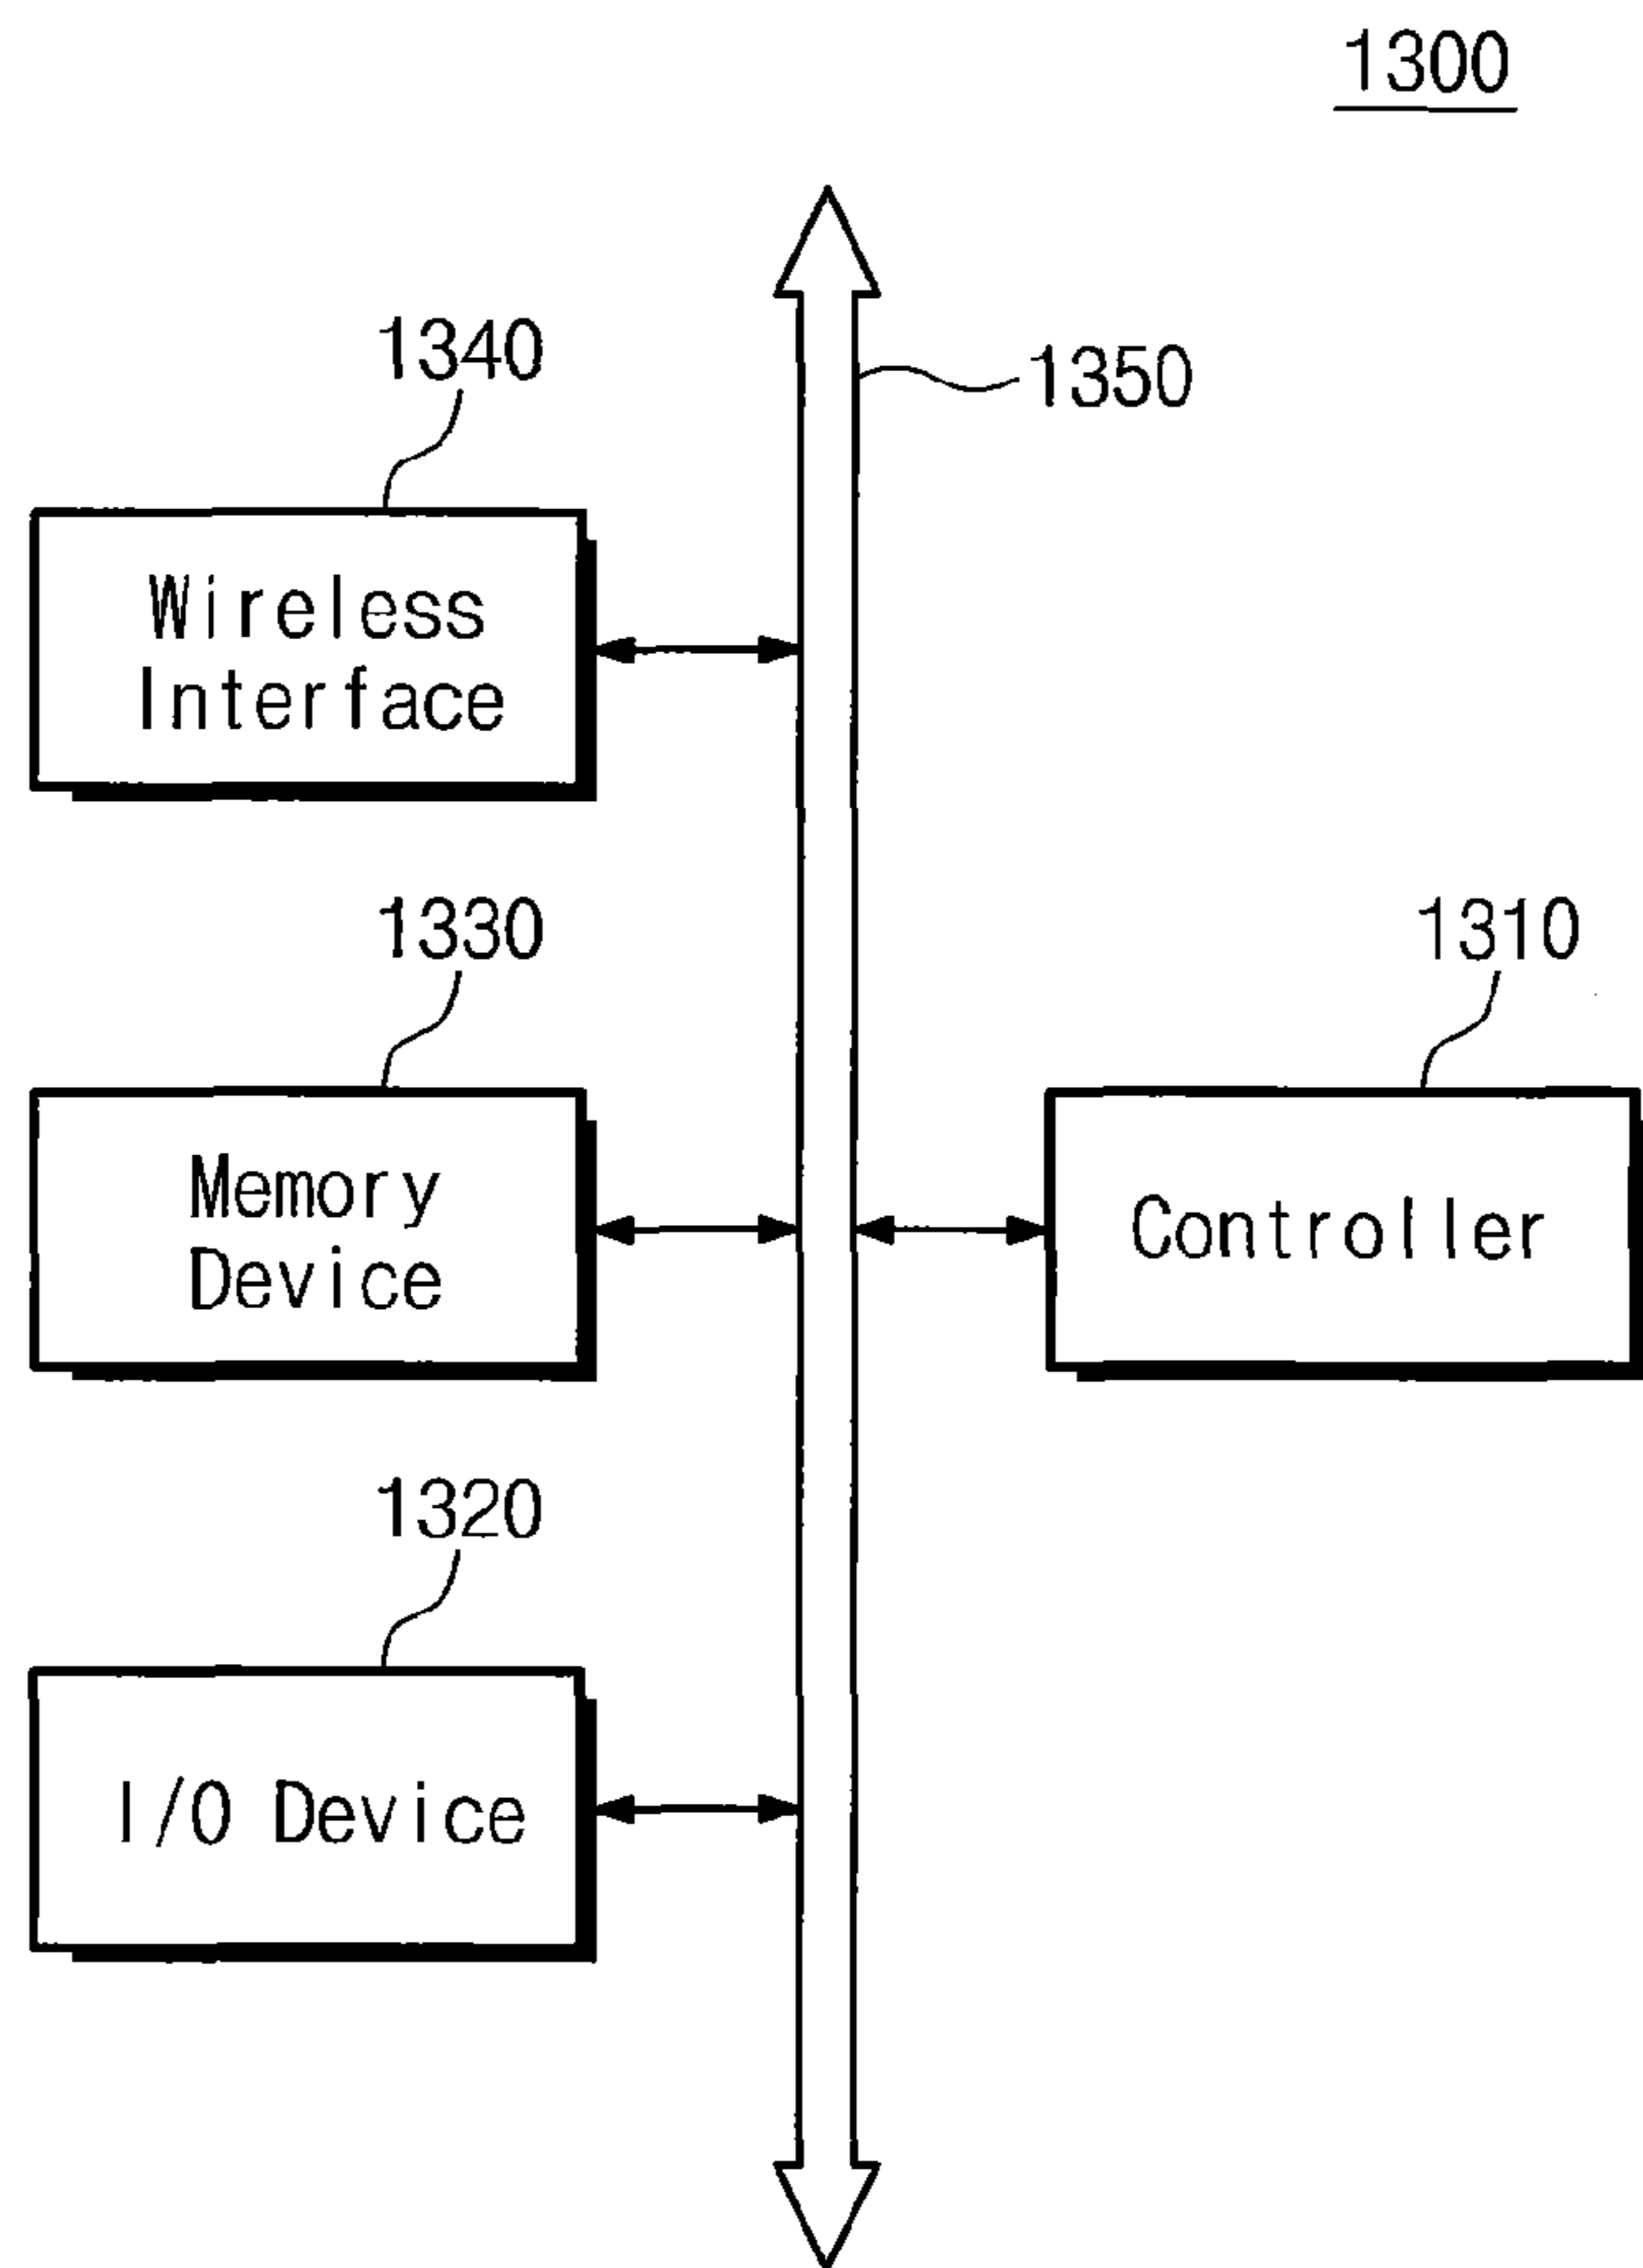 1300
1340
1350
Wireless
Interface
1330
1310
Memory
Device
Controller
1320
I/O Device